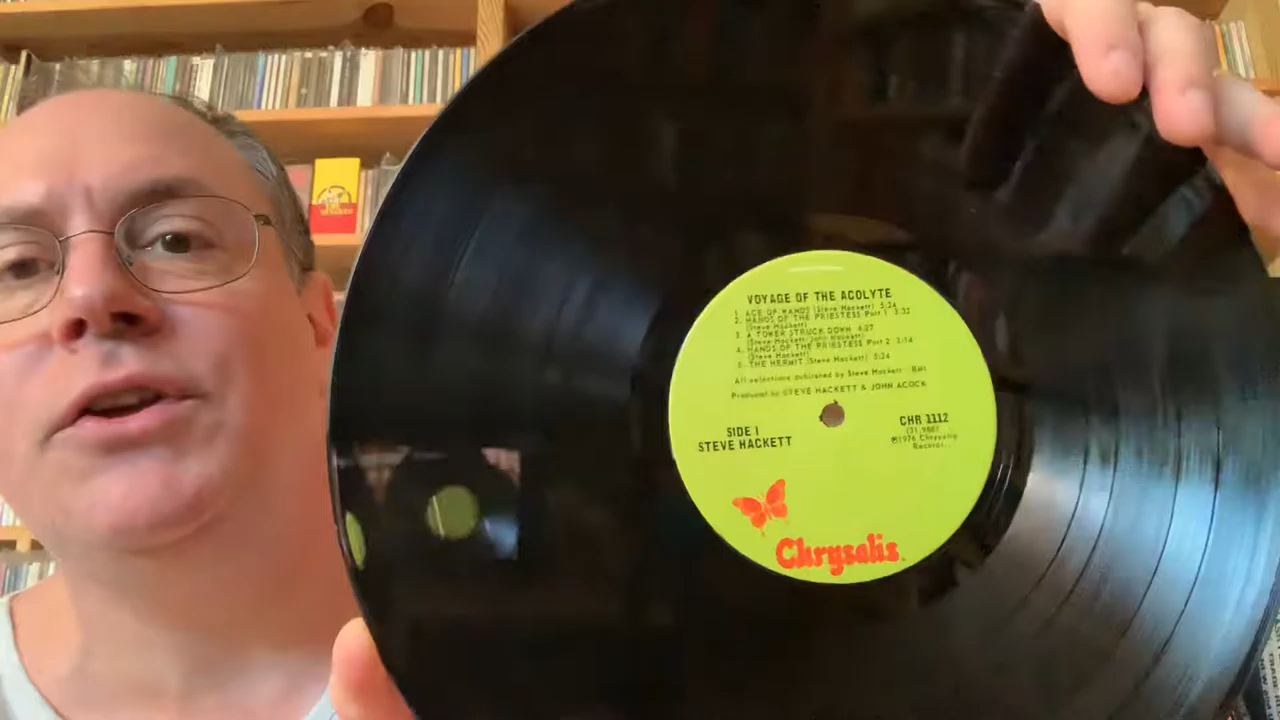 VOYAGE OF THE ACOLYTE
1. ACE OF WANDS (Steve Hackett) 5:24
2. HANDS OF THE PRIESTESS Part 1 3:32
(Steve Hackett)
3. A TOWER STRUCK DOWN 6:27
(Steve Hackett/John Hackett)
4. HANDS OF THE PRIESTESS Part 2 3:14
(Steve Hackett)
5. THE HERMIT (Steve Hackett) 5:24
All selections published by Steve Hackett - BMI
Produced by STEVE HACKETT & JOHN ACOCK
SIDE 1
STEVE HACKETT
CHR 1112
℗1976 Chrysalis
Records
Chrysalis